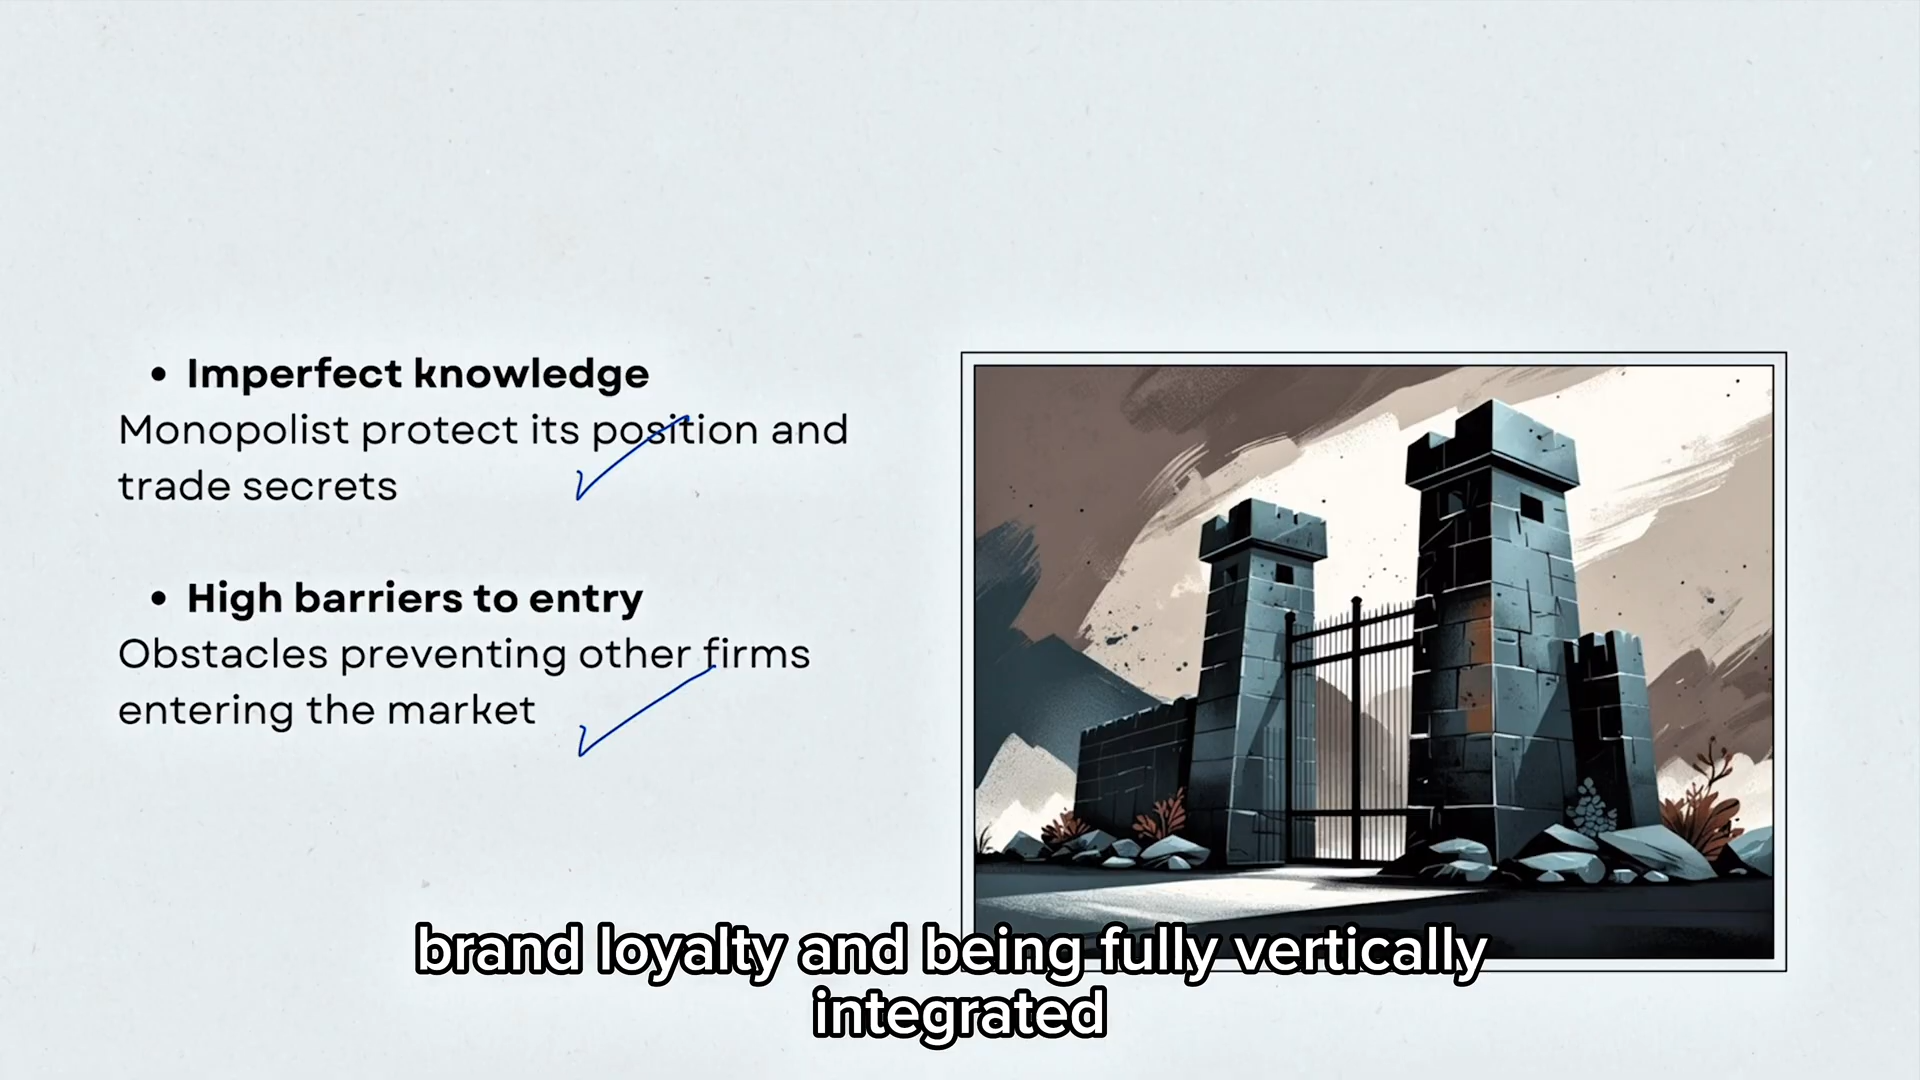 • Imperfect knowledge
Monopolist protect its position and
trade secrets
• High barriers to entry
Obstacles preventing other firms
entering the market
brand loyalty and being fully vertically
integrated